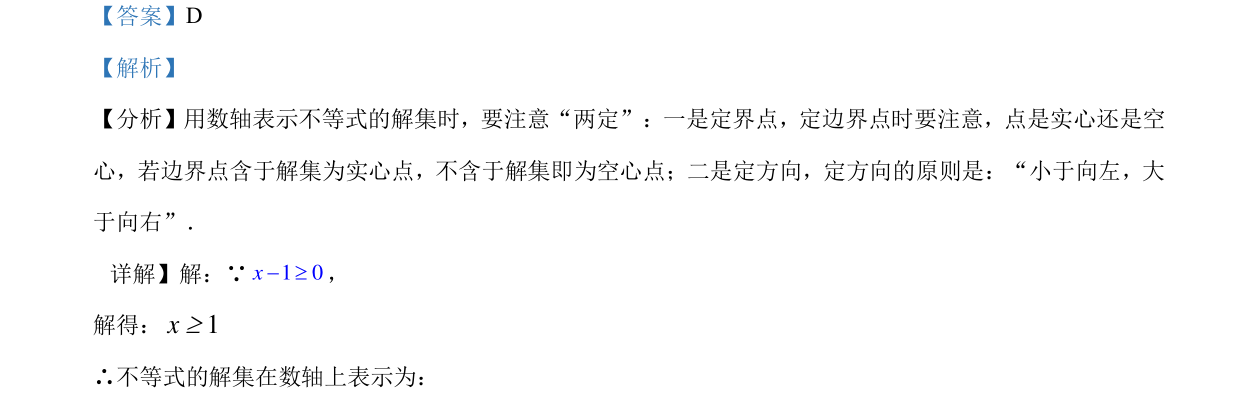 【答案】D
【解析】
【分析】用数轴表示不等式的解集时，要注意“两定”：一是定界点，定边界点时要注意，点是实心还是空
心，若边界点含于解集为实心点，不含于解集即为空心点；二是定方向，定方向的原则是：“小于向左，大
于向右”．
详解】解：∵ x−1≥0，
解得：x≥1
∴不等式的解集在数轴上表示为：